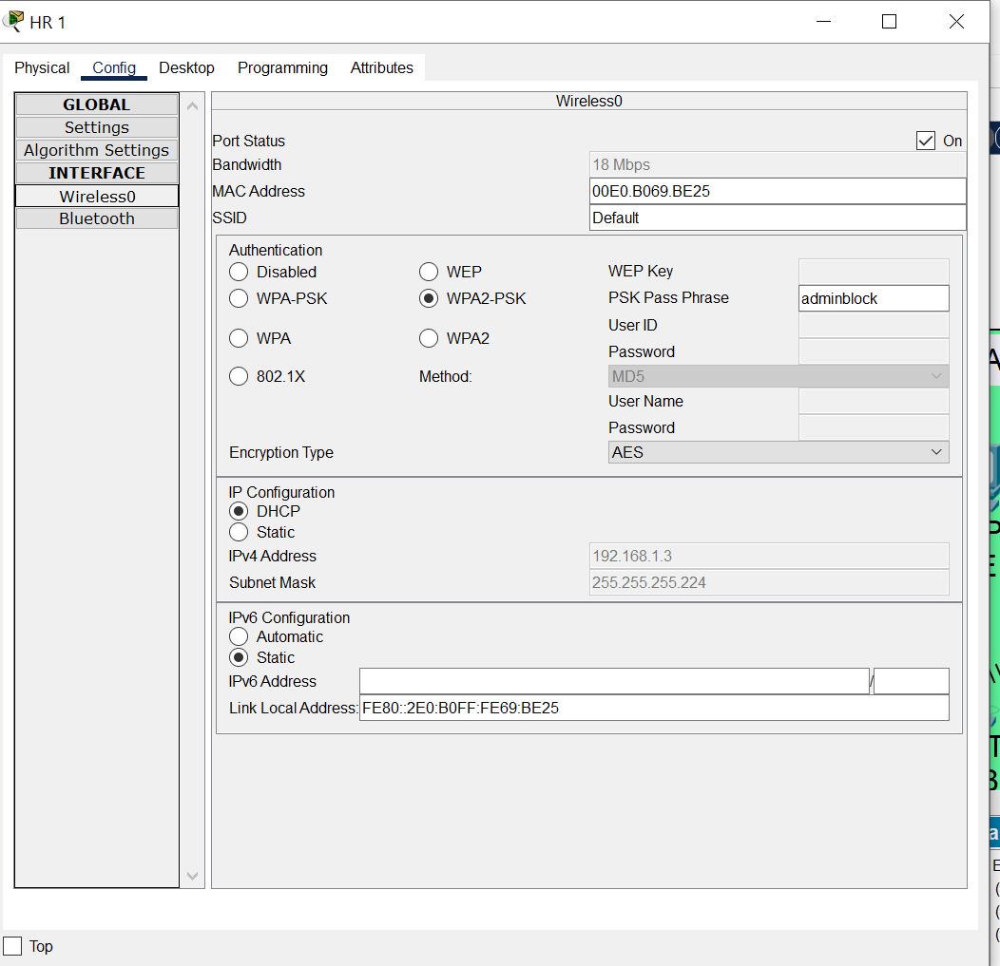 HR 1
Physical Config Desktop Programming Attributes
GLOBAL
Settings
Algorithm Settings
INTERFACE
Wireless0
Bluetooth
Wireless0
Port Status On
Bandwidth 18 Mbps
MAC Address 00E0.B069.BE25
SSID Default
Authentication
Disabled WEP WEP Key
WPA-PSK WPA2-PSK PSK Pass Phrase adminblock
User ID
WPA WPA2
Password
802.1X Method: MD5
User Name
Password
Encryption Type AES
IP Configuration
DHCP
Static
IPv4 Address 192.168.1.3
Subnet Mask 255.255.255.224
IPv6 Configuration
Automatic
Static
IPv6 Address /
Link Local Address: FE80::2E0:B0FF:FE69:BE25
Top